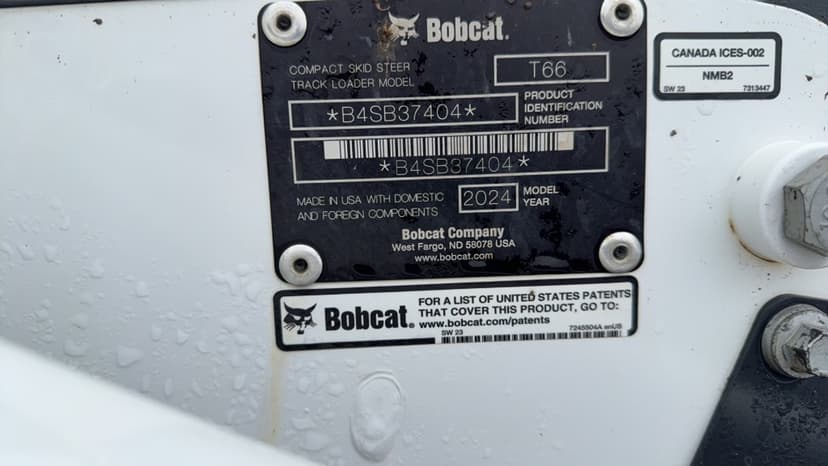 Bobcat.
COMPACT SKID STEER
TRACK LOADER MODEL
T66
*B4SB37404*
PRODUCT
IDENTIFICATION
NUMBER
*B4SB37404*
MADE IN USA WITH DOMESTIC
AND FOREIGN COMPONENTS
2024
MODEL
YEAR
Bobcat Company
West Fargo, ND 58078 USA
www.bobcat.com
CANADA ICES-002
NMB2
SW 23 7313447
Bobcat.
FOR A LIST OF UNITED STATES PATENTS
THAT COVER THIS PRODUCT, GO TO:
www.bobcat.com/patents
SW 23 7245504A enUS